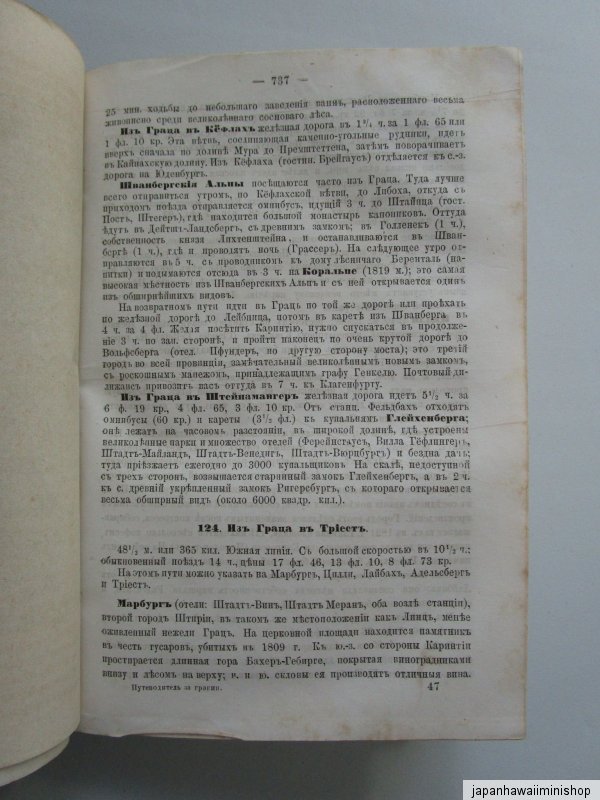 — 737 —
25 мин. ходьбы до небольшаго заведенія ваннъ, расположеннаго весьма
живописно среди великолѣпнаго сосноваго лѣса.
Изъ Граца въ Кёфлахъ желѣзная дорога въ 1³/₄ ч. за 1 фл. 65 или
1 фл. 10 кр. Эта вѣтвь, соединяющая каменно-угольные рудники, идетъ
вверхъ сначала по долинѣ Мура до Премштеттена, затѣмъ поворачиваетъ
въ Кайнахскую долину. Изъ Кёфлаха (гостин. Брейгаусъ) отдѣляется къ с.-з.
дорога на Юденбургъ.
Шванбергскія Альпы посѣщаются часто изъ Граца. Туда лучше
всего отправиться утромъ, по Кёфлахской вѣтви, до Либоха, откуда съ
приходомъ поѣзда отправляется омнибусъ, идущій 3 ч. до Штайнца (гост.
Постъ, Штегеръ), гдѣ находится большой монастырь канониковъ. Оттуда
ѣдутъ въ Дейтшъ-Ландсбергъ, съ древнимъ замкомъ; въ Голленекъ (1 ч.),
собственность князя Лихтенштейна, и останавливаются въ Шван-
бергѣ (1 ч.), гдѣ и проводятъ ночь (Грассеръ). На слѣдующее утро от-
правляются въ 5 ч. съ проводникомъ къ дому лѣсничаго Беренталь (на-
питки) и подымаются отсюда въ 3 ч. на Коральпе (1819 м.); это самая
высокая мѣстность изъ Шванбергскихъ Альпъ и съ ней открывается одинъ
изъ обширнѣйшихъ видовъ.
На возвратномъ пути идти въ Грацъ по той же дорогѣ или проѣхать
по желѣзной дорогѣ до Лейбница, потомъ въ каретѣ изъ Шванберга въ
4 ч. за 4 фл. Желая посѣтить Каринтію, нужно спускаться въ продолже-
ніе 3 ч. по зап. сторонѣ, и пройти наконецъ по очень крутой дорогѣ до
Вольфсберга (отел. Пфундеръ, по другую сторону моста); это третій
городъ во всей провинціи, замѣчательный великолѣпнымъ новымъ замкомъ,
съ роскошнымъ манежомъ, принадлежащимъ графу Генкелю. Почтовый ди-
лижансъ привозитъ васъ оттуда въ 7 ч. къ Клагенфурту.
Изъ Граца въ Штейнамангеръ желѣзная дорога идетъ 5¹/₂ ч. за
6 ф. 19 кр., 4 фл. 65, 3 фл. 10 кр. Отъ станц. Фельдбахъ отходятъ
омнибусы (60 кр.) и кареты (3¹/₂ фл.) къ купальнямъ Глейхенберга;
онѣ лежатъ на часовомъ разстояніи, въ широкой долинѣ, гдѣ устроены
великолѣпные парки и множество отелей (Ферейнсгаусъ, Вилла Гёфлингеръ,
Штадтъ-Майландъ, Штадтъ-Венедигъ, Штадтъ-Вюрцбургъ) и бездна дачъ;
туда пріѣзжаетъ ежегодно до 3000 купальщиковъ На скалѣ, недоступной
съ трехъ сторонъ, возвышается старинный замокъ Глейхенбергъ, а въ 2 ч.
къ с. древній укрѣпленный замокъ Ригерсбургъ, съ котораго открывается
весьма обширный видъ (около 6000 квадр. кил.).
124. Изъ Граца въ Тріестъ.
48¹/₂ м. или 365 кил. Южная линія. Съ большой скоростью въ 10¹/₂ ч.;
обыкновенный поѣздъ 14 ч., цѣны 17 фл. 46, 13 фл. 10, 8 фл. 73 кр.
На этомъ пути можно указать на Марбургъ, Цилли, Лайбахъ, Адельсбергъ
и Тріестъ.
Марбургъ (отели: Штадтъ-Винъ, Штадтъ Меранъ, оба возлѣ станціи),
второй городъ Штиріи, въ такомъ же мѣстоположеніи какъ Линцъ, менѣе
оживленный нежели Грацъ. На церковной площади находится памятникъ
въ честь гусаровъ, убитыхъ въ 1809 г. Къ ю.-з. со стороны Каринтіи
простирается длинная гора Бахеръ-Гебирге, покрытая виноградниками
внизу и лѣсомъ на верху; в. и ю. склоны ея производятъ отличныя вина.
Путеводитель за границ. 47
japanhawaiiminishop